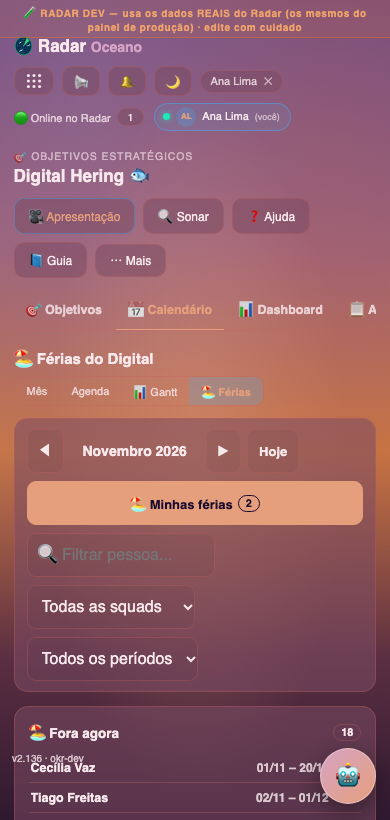 RADAR DEV — usa os dados REAIS do Radar (os mesmos do
painel de produção) · edite com cuidado
Radar Oceano
Ana Lima ✕
Online no Radar 1
AL Ana Lima (você)
OBJETIVOS ESTRATÉGICOS
Digital Hering
Apresentação
Sonar
Ajuda
Guia
··· Mais
Objetivos
Calendário
Dashboard
A
Férias do Digital
Mês
Agenda
Gantt
Férias
◀ Novembro 2026 ▶ Hoje
Minhas férias 2
Filtrar pessoa...
Todas as squads
Todos os períodos
Fora agora 18
v2.136 · okr-dev
Cecília Vaz 01/11 – 20/1
Tiago Freitas 02/11 – 01/12